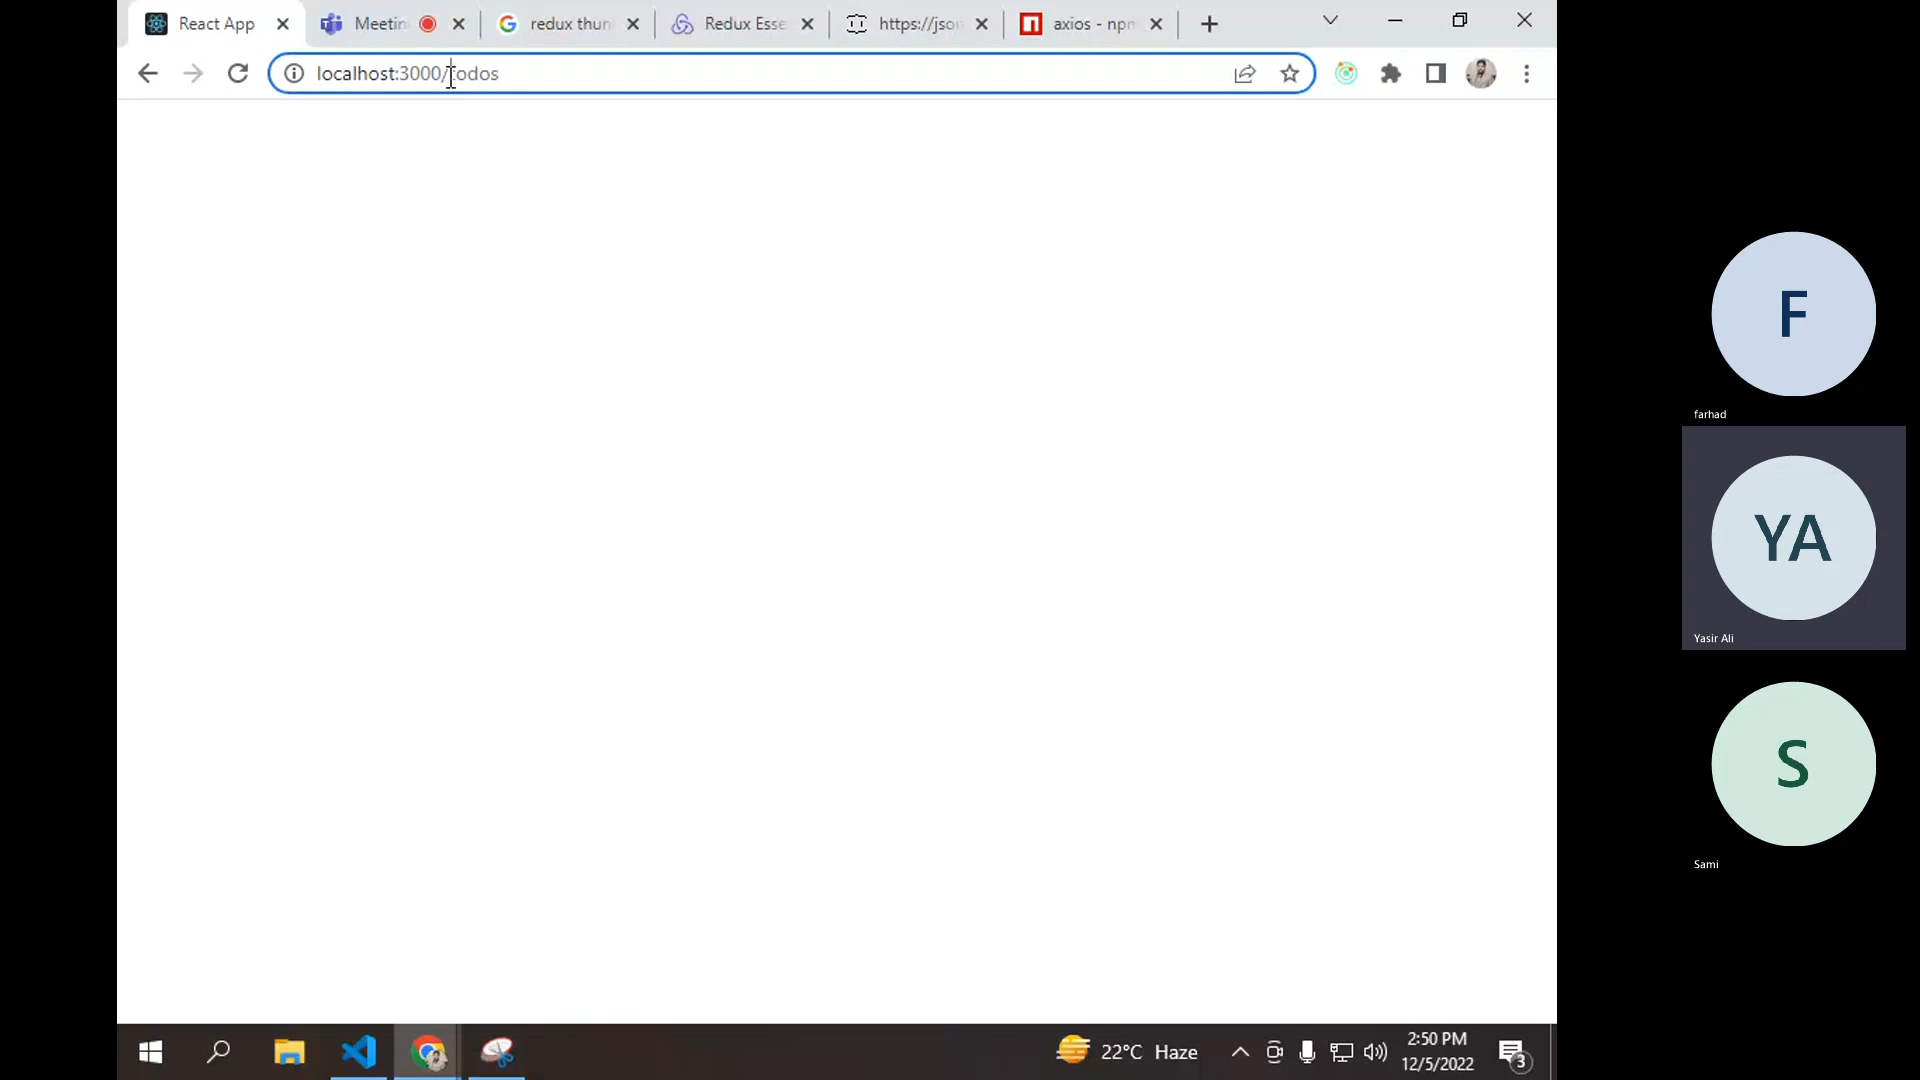 React App
Meetin
redux thun
Redux Esse
https://json
axios - npm
localhost:3000/todos
F
farhad
YA
Yasir Ali
S
Sami
22°C Haze
2:50 PM
12/5/2022
3